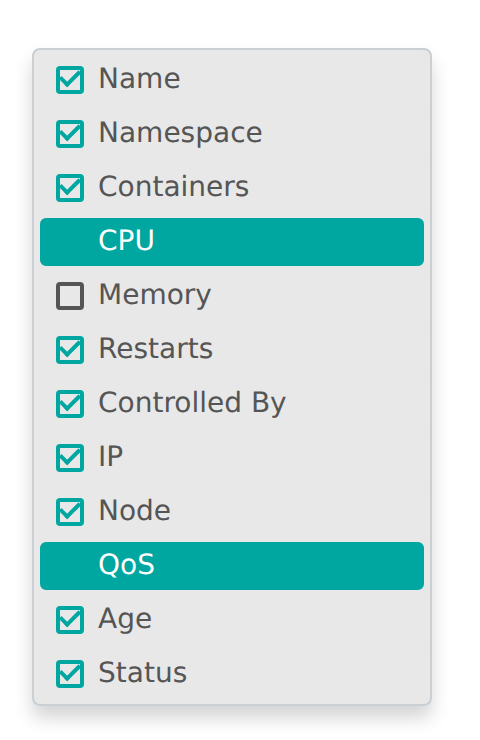 Name
Namespace
Containers
CPU
Memory
Restarts
Controlled By
IP
Node
QoS
Age
Status